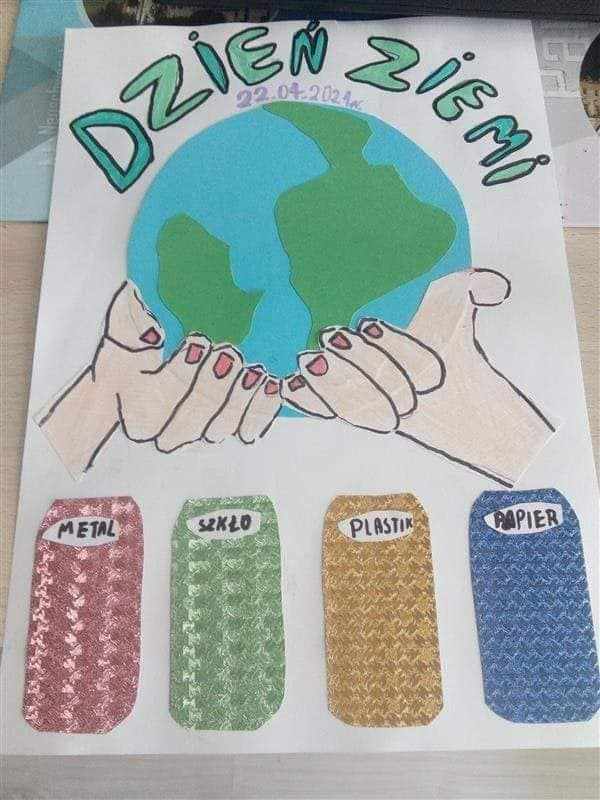 DZIEŃ ZIEMI
22.04.2021r.
METAL
SZKŁO
PLASTIK
PAPIER